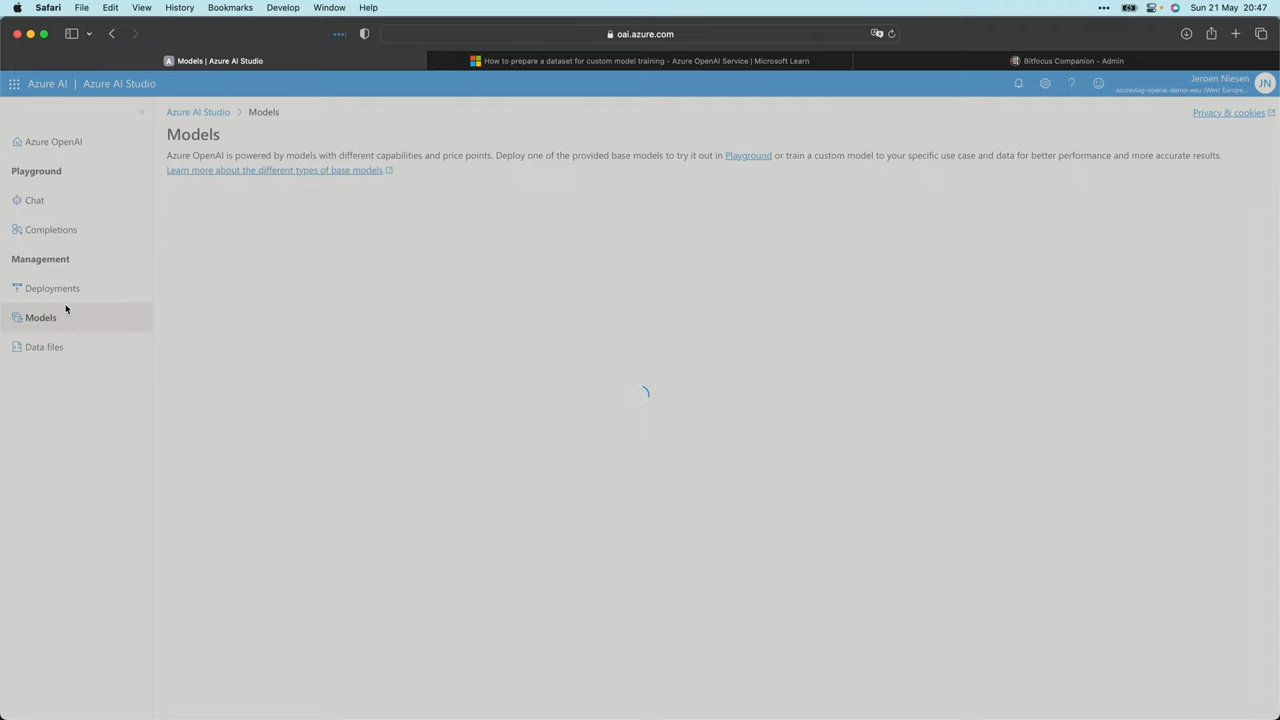 Safari File Edit View History Bookmarks Develop Window Help Sun 21 May 20:47
oai.azure.com
Models | Azure AI Studio
How to prepare a dataset for custom model training - Azure OpenAI Service | Microsoft Learn
Bitfocus Companion - Admin
Azure AI | Azure AI Studio
Jeroen Niesen
azurevlog-openai-demo-weu (West Europe,...
JN
Azure AI Studio > Models
Privacy & cookies
Models
Azure OpenAI is powered by models with different capabilities and price points. Deploy one of the provided base models to try it out in Playground or train a custom model to your specific use case and data for better performance and more accurate results.
Learn more about the different types of base models
Azure OpenAI
Playground
Chat
Completions
Management
Deployments
Models
Data files